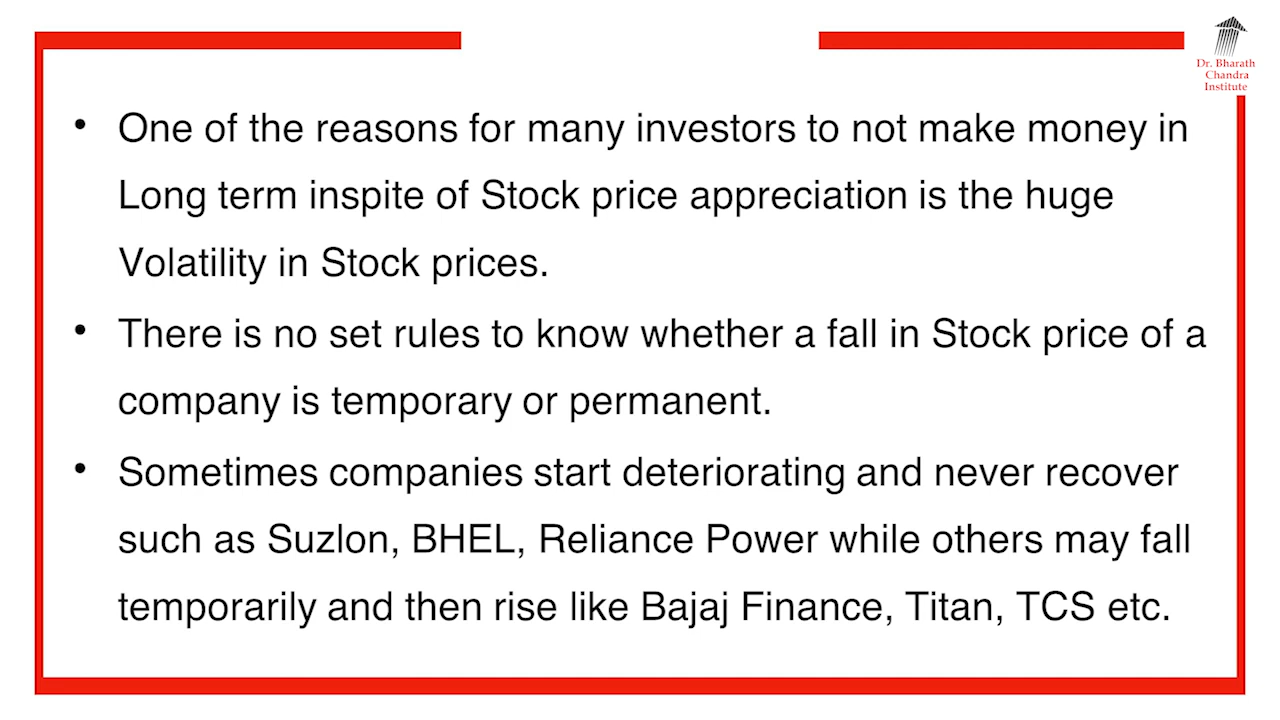 Dr. Bharath
Chandra
Institute
• One of the reasons for many investors to not make money in
Long term inspite of Stock price appreciation is the huge
Volatility in Stock prices.
• There is no set rules to know whether a fall in Stock price of a
company is temporary or permanent.
• Sometimes companies start deteriorating and never recover
such as Suzlon, BHEL, Reliance Power while others may fall
temporarily and then rise like Bajaj Finance, Titan, TCS etc.